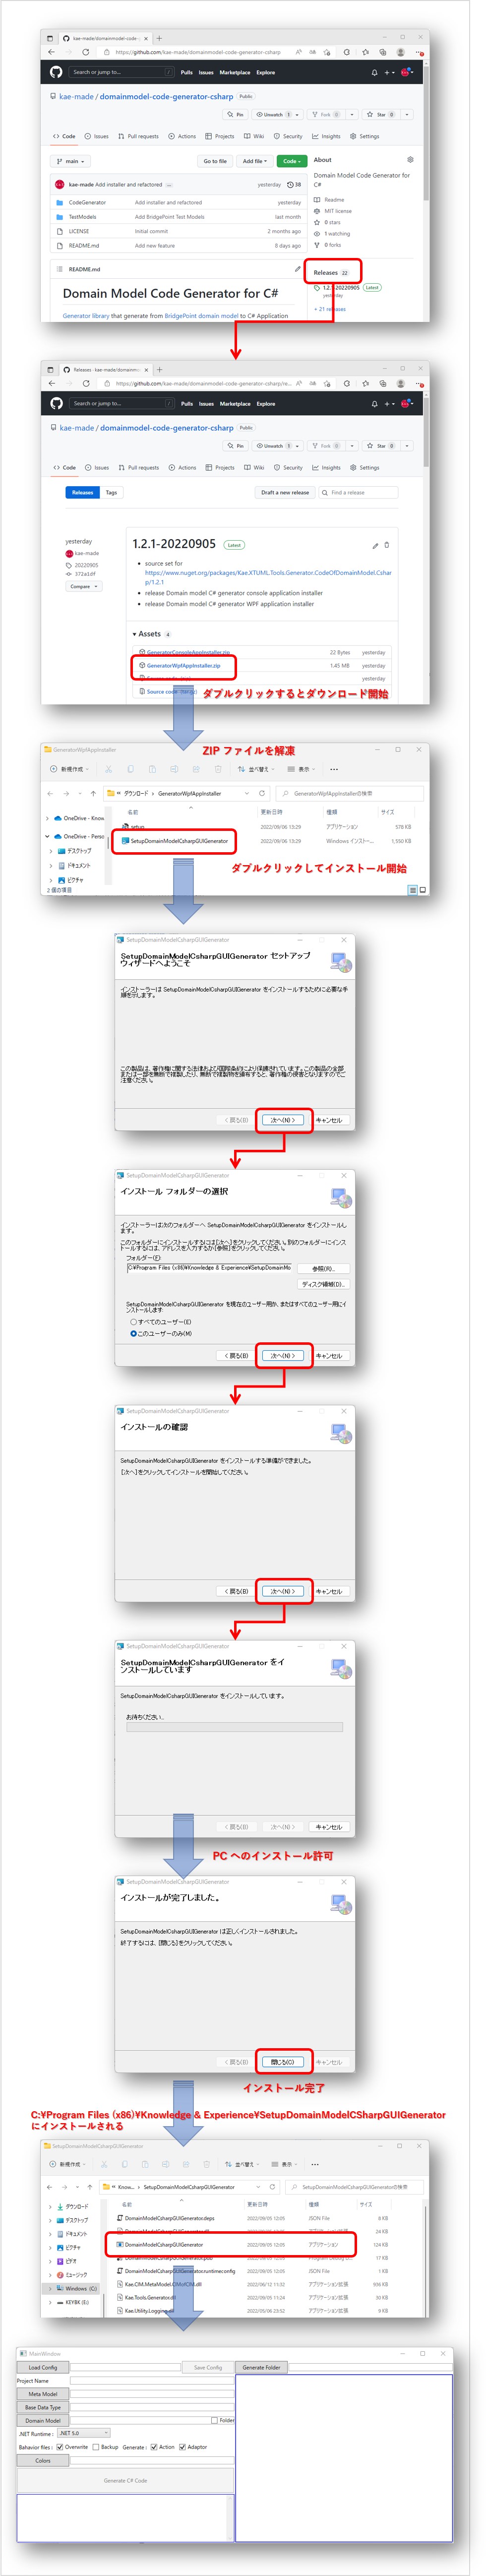 kae-made/domainmodel-code-
https://github.com/kae-made/domainmodel-code-generator-csharp
Search or jump to...
Pulls Issues Marketplace Explore
kae-made / domainmodel-code-generator-csharp Public
Pin Unwatch 1 Fork 0 Star 0
Code Issues Pull requests Actions Projects Wiki Security Insights Settings
main Go to file Add file Code
About
Domain Model Code Generator for C#
kae-made Add installer and refactored ... yesterday 38
CodeGenerator Add installer and refactored yesterday
TestModels Add BridgePoint Test Models last month
LICENSE Initial commit 2 months ago
README.md Add new feature 8 days ago
Readme
MIT license
0 stars
1 watching
0 forks
README.md
Releases 22
1.2.1-20220905 Latest
yesterday
+ 21 releases
Domain Model Code Generator for C#
Generator library that generate from BridgePoint domain model to C# Application
Releases · kae-made/domainmo
https://github.com/kae-made/domainmodel-code-generator-csharp/re...
Search or jump to...
Pulls Issues Marketplace Explore
kae-made / domainmodel-code-generator-csharp Public
Pin Unwatch 1 Fork 0 Star 0
Code Issues Pull requests Actions Projects Wiki Security Insights Settings
Releases Tags
Draft a new release Find a release
yesterday
kae-made
20220905
372a1df
Compare
1.2.1-20220905 Latest
source set for
https://www.nuget.org/packages/Kae.XTUML.Tools.Generator.CodeOfDomainModel.Csharp/1.2.1
release Domain model C# generator console application installer
release Domain model C# generator WPF application installer
Assets 4
GeneratorConsoleAppInstaller.zip 22 Bytes yesterday
GeneratorWpfAppInstaller.zip 1.45 MB yesterday
yesterday
Source code (tar.gz) yesterday
ダブルクリックするとダウンロード開始
ZIP ファイルを解凍
GeneratorWpfAppInstaller
新規作成 並べ替え 表示
ダウンロード > GeneratorWpfAppInstaller
GeneratorWpfAppInstallerの検索
名前 更新日時 種類 サイズ
OneDrive - Know
OneDrive - Perso
デスクトップ
ドキュメント
ピクチャ
setup 2022/09/06 13:29 アプリケーション 578 KB
SetupDomainModelCsharpGUIGenerator 2022/09/06 13:29 Windows インストー... 1,550 KB
2 個の項目
ダブルクリックしてインストール開始
SetupDomainModelCsharpGUIGenerator
SetupDomainModelCsharpGUIGenerator セットアップ ウィザードへようこそ
インストーラーは SetupDomainModelCsharpGUIGenerator をインストールするために必要な手順を示します。
この製品は、著作権に関する法律および国際条約により保護されています。この製品の全部または一部を無断で複製したり、無断で複製物を頒布すると、著作権の侵害となりますのでご注意ください。
< 戻る(B) 次へ(N) > キャンセル
SetupDomainModelCsharpGUIGenerator
インストール フォルダーの選択
インストーラーは次のフォルダーへ SetupDomainModelCsharpGUIGenerator をインストールします。
このフォルダーにインストールするには[次へ]をクリックしてください。別のフォルダーにインストールするには、アドレスを入力するか[参照]をクリックしてください。
フォルダー(F):
C:¥Program Files (x86)¥Knowledge & Experience¥SetupDomainMo 参照(R)...
ディスク領域(D)...
SetupDomainModelCsharpGUIGenerator を現在のユーザー用か、またはすべてのユーザー用にインストールします:
すべてのユーザー(E)
このユーザーのみ(M)
< 戻る(B) 次へ(N) > キャンセル
SetupDomainModelCsharpGUIGenerator
インストールの確認
SetupDomainModelCsharpGUIGenerator をインストールする準備ができました。
[次へ]をクリックしてインストールを開始してください。
< 戻る(B) 次へ(N) > キャンセル
SetupDomainModelCsharpGUIGenerator
SetupDomainModelCsharpGUIGenerator をインストールしています
SetupDomainModelCsharpGUIGenerator をインストールしています。
お待ちください...
< 戻る(B) 次へ(N) > キャンセル
PC へのインストール許可
SetupDomainModelCsharpGUIGenerator
インストールが完了しました。
SetupDomainModelCsharpGUIGenerator は正しくインストールされました。
終了するには、[閉じる]をクリックしてください。
< 戻る(B) 閉じる(C) キャンセル
インストール完了
C:¥Program Files (x86)¥Knowledge & Experience¥SetupDomainModelCSharpGUIGenerator
にインストールされる
SetupDomainModelCsharpGUIGenerator
新規作成 並べ替え 表示
Know... > SetupDomainModelCsharpGUIGenerator
SetupDomainModelCsharpGUIGeneratorの検索
名前 更新日時 種類 サイズ
ダウンロード
デスクトップ
ドキュメント
ピクチャ
ビデオ
ミュージック
Windows (C:)
KEYBK (E:)
DomainModelCsharpGUIGenerator.deps 2022/09/05 12:05 JSON File 8 KB
24 KB
DomainModelCsharpGUIGenerator 2022/09/05 12:05 アプリケーション 124 KB
DomainModelCsharpGUIGenerator.pdb 17 KB
DomainModelCsharpGUIGenerator.runtimeconfig 2022/09/05 12:05 JSON File 1 KB
Kae.CIM.MetaModel.CIMofCIM.dll 2022/06/12 11:32 アプリケーション拡張 936 KB
Kae.Tools.Generator.dll 2022/09/05 11:24 アプリケーション拡張 30 KB
Kae.Utility.Logging.dll 2022/05/06 23:52 アプリケーション拡張 9 KB
MainWindow
Load Config Save Config Generate Folder
Project Name
Meta Model
Base Data Type
Domain Model Folder
.NET Runtime : .NET 5.0
Bahavior files : Overwrite Backup Generate : Action Adaptor
Colors
Generate C# Code